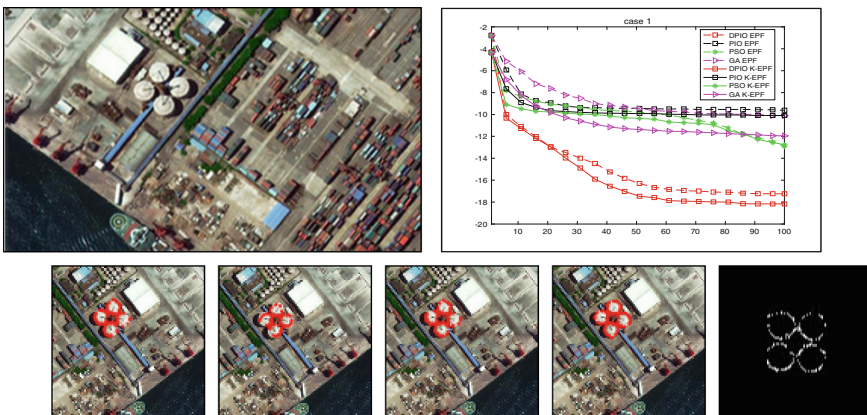 case 1
-2
-4
-6
-8
-10
-12
-14
-16
-18
-20
10 20 30 40 50 60 70 80 90 100
DPIO EPF
PIO EPF
PSO EPF
GA EPF
DPIO K-EPF
PIO K-EPF
PSO K-EPF
GA K-EPF